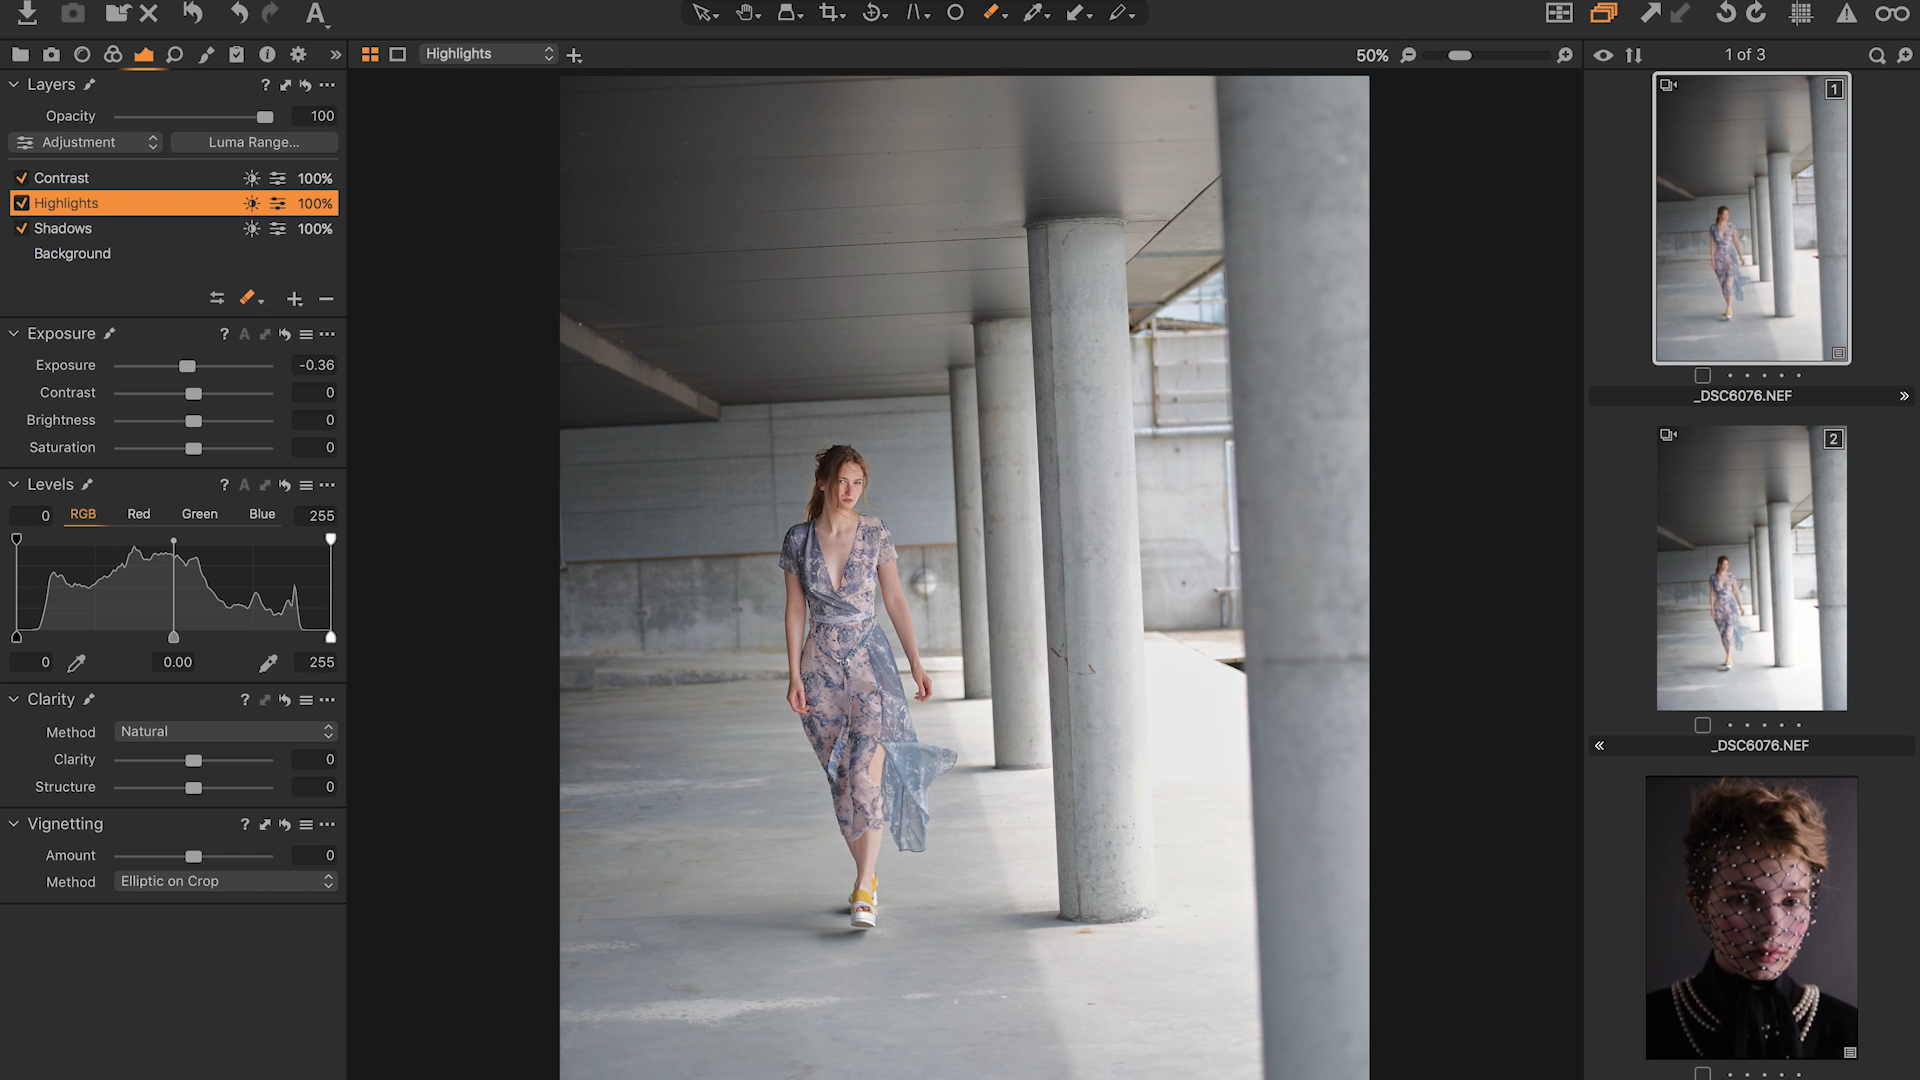 A
Highlights
50%
1 of 3
Layers
?
Opacity 100
Adjustment Luma Range...
Contrast 100%
Highlights 100%
Shadows 100%
Background
Exposure ? A
Exposure -0.36
Contrast 0
Brightness 0
Saturation 0
Levels ? A
0 RGB Red Green Blue 255
0 0.00 255
Clarity ?
Method Natural
Clarity 0
Structure 0
Vignetting ?
Amount 0
Method Elliptic on Crop
1
_DSC6076.NEF
2
_DSC6076.NEF